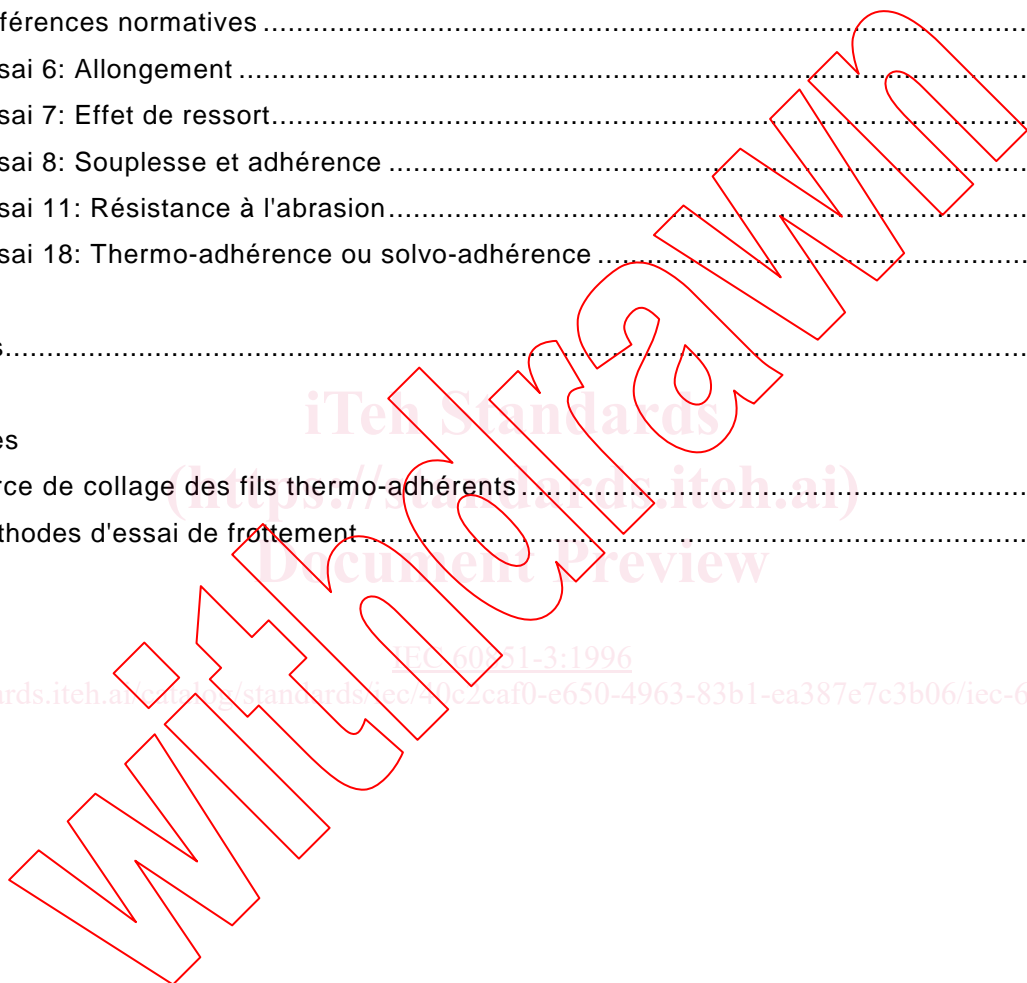 férences normatives ........................................................
sai 6: Allongement ........................................................
sai 7: Effet de ressort........................................................
sai 8: Souplesse et adhérence ........................................................
sai 11: Résistance à l'abrasion........................................................
sai 18: Thermo-adhérence ou solvo-adhérence ........................................................
s........................................................
iTeh Standards
es
rce de collage des fils thermo-adhérents........................................................
(https://standards.iteh.ai)
thodes d'essai de frottement ........................................................
Document Preview
IEC 60851-3:1996
rds.iteh.ai/catalog/standards/iec/40c2caf0-e650-4963-83b1-ea387e7c3b06/iec-6
withdrawn